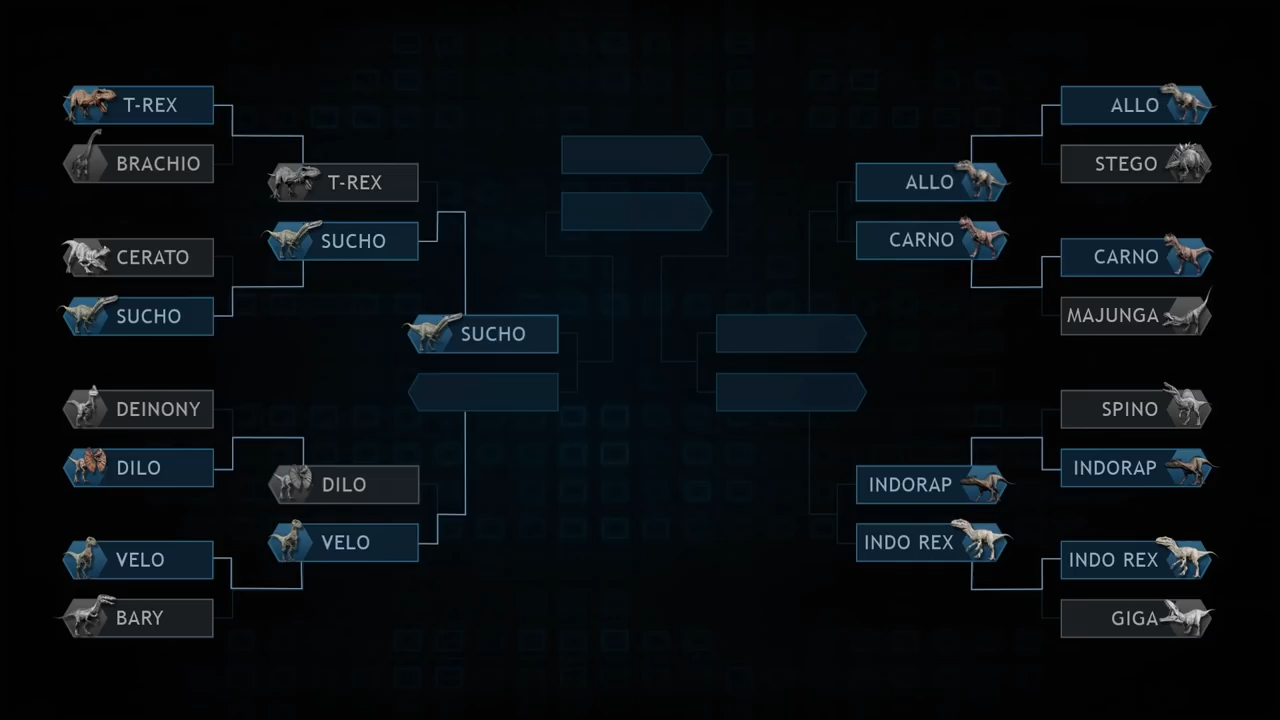 T-REX
BRACHIO
CERATO
SUCHO
DEINONY
DILO
VELO
BARY
T-REX
SUCHO
DILO
VELO
SUCHO
ALLO
CARNO
INDORAP
INDO REX
ALLO
STEGO
CARNO
MAJUNGA
SPINO
INDORAP
INDO REX
GIGA